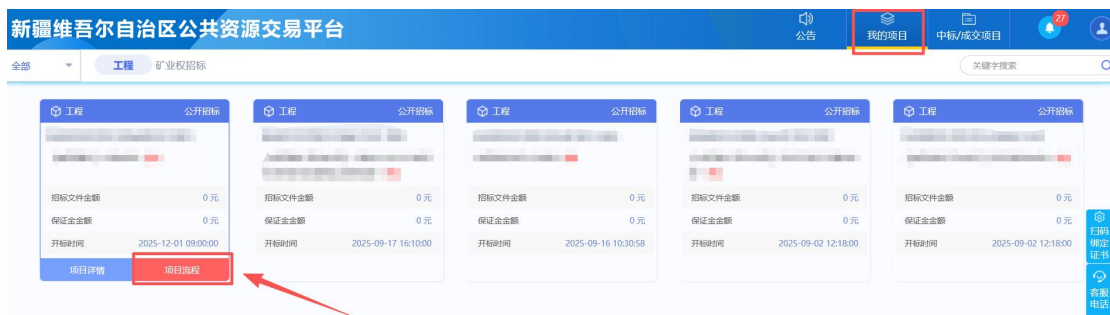 新疆维吾尔自治区公共资源交易平台
公告
我的项目
中标/成交项目
27
全部
工程
矿业权招标
关键字搜索
工程 公开招标
招标文件金额 0 元
保证金金额 0 元
开标时间 2025-12-01 09:00:00
项目详情
项目流程
工程 公开招标
招标文件金额 0 元
保证金金额 0 元
开标时间 2025-09-17 16:10:00
工程 公开招标
招标文件金额 0 元
保证金金额 0 元
开标时间 2025-09-16 10:30:58
工程 公开招标
招标文件金额 0 元
保证金金额 0 元
开标时间 2025-09-02 12:18:00
工程 公开招标
招标文件金额 0 元
保证金金额 0 元
开标时间 2025-09-02 12:18:00
扫码
绑定
证书
客服
电话